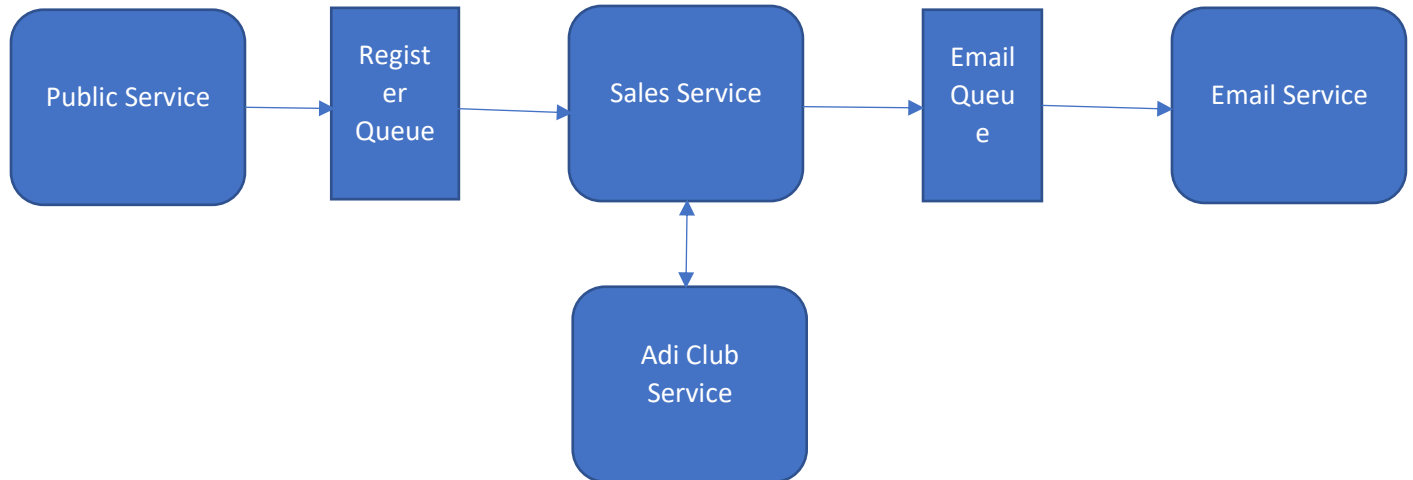 Public Service
Regist
er
Queue
Sales Service
Email
Queu
e
Email Service
Adi Club
Service